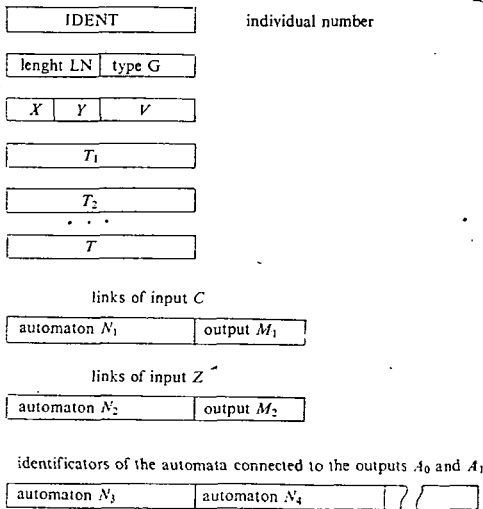 IDENT individual number
lenght LN type G
X Y V
T₁
T₂
. . .
T
links of input C
automaton N₁ output M₁
links of input Z
automaton N₂ output M₂
identificators of the automata connected to the outputs A₀ and A₁
automaton N₃ automaton N₄